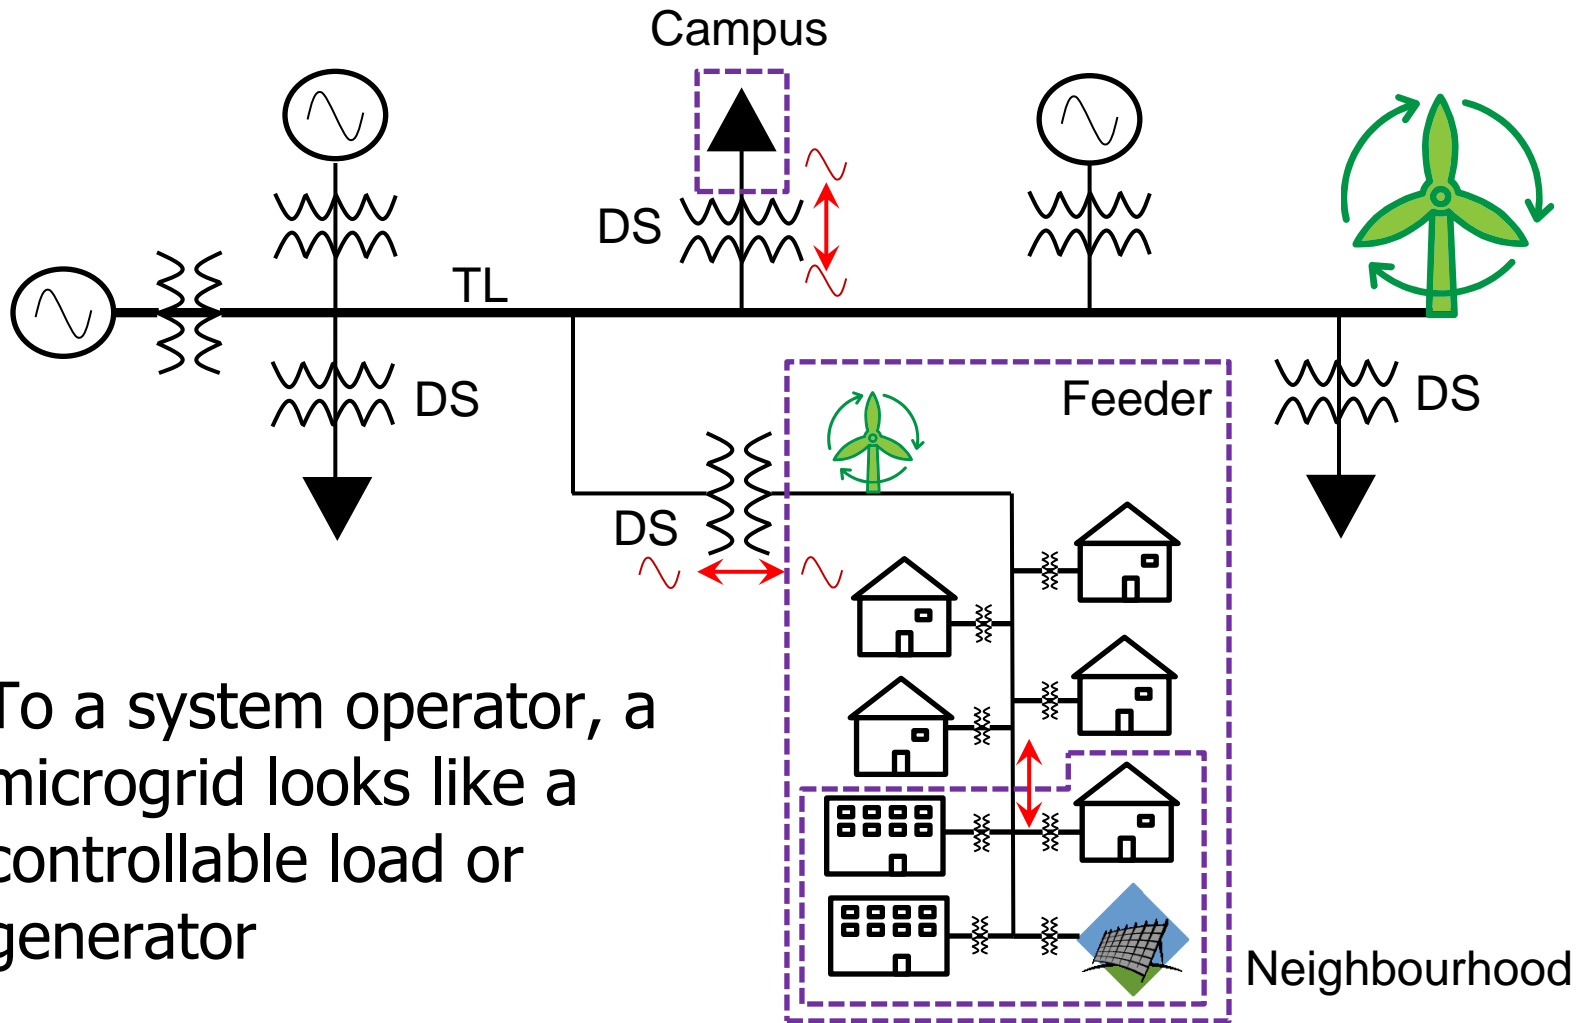 Campus
DS
TL
DS
Feeder
DS
DS
To a system operator, a
microgrid looks like a
controllable load or
generator
Neighbourhood